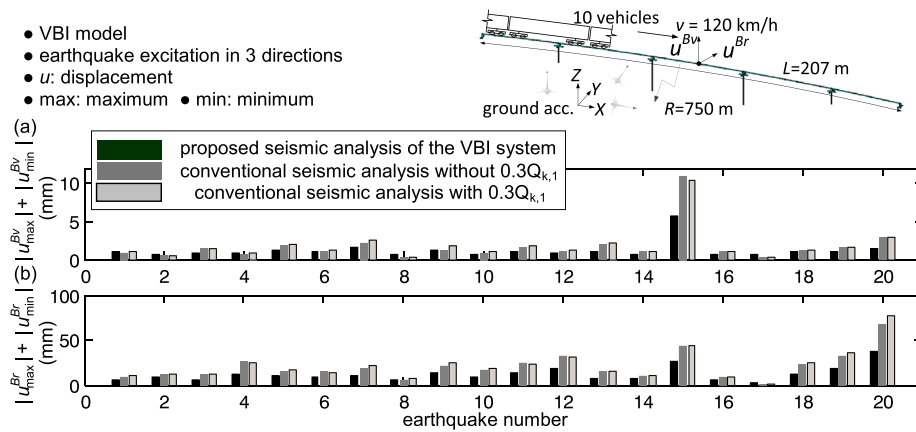 ● VBI model
● earthquake excitation in 3 directions
● u: displacement
● max: maximum ● min: minimum
10 vehicles
v = 120 km/h
u^Bv
u^Br
L=207 m
R=750 m
Z
Y
X
ground acc.
(a)
proposed seismic analysis of the VBI system
conventional seismic analysis without 0.3Q_k,1
conventional seismic analysis with 0.3Q_k,1
|u^Bv_max| + |u^Bv_min|
(mm)
10
5
0
0 2 4 6 8 10 12 14 16 18 20
(b)
|u^Br_max| + |u^Br_min|
(mm)
100
50
0
0 2 4 6 8 10 12 14 16 18 20
earthquake number